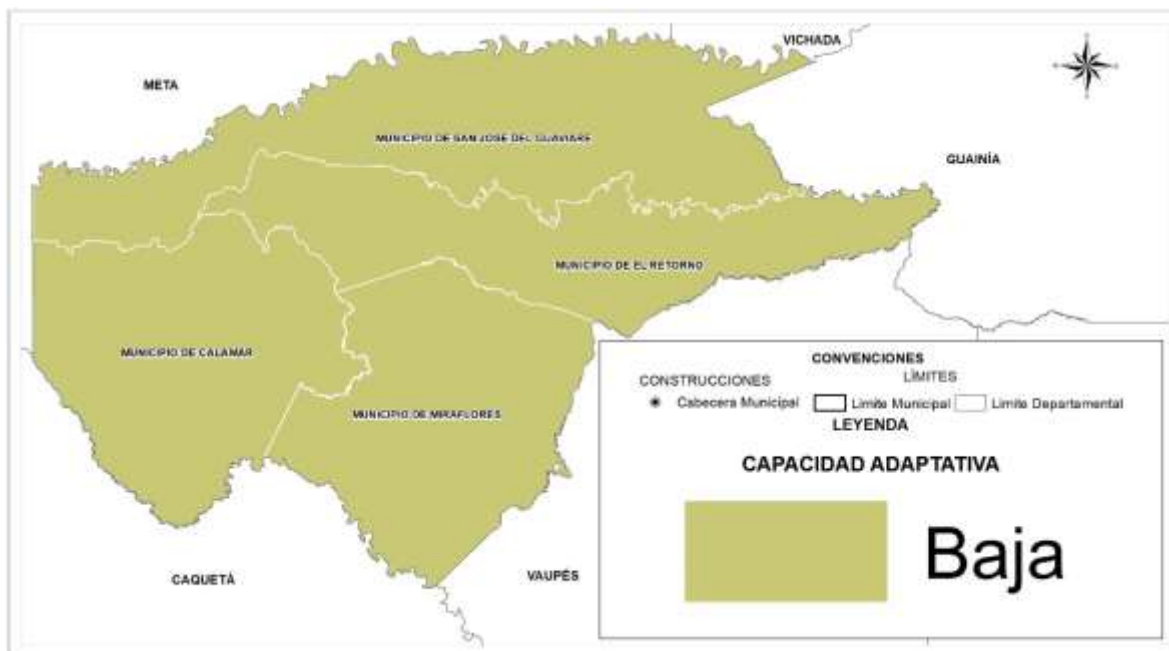 VICHADA
META
MUNICIPIO DE SAN JOSE DEL GUAVIARE
GUAINÍA
MUNICIPIO DE EL RETORNO
MUNICIPIO DE CALAMAR
MUNICIPIO DE MIRAFLORES
CAQUETÁ
VAUPÉS
CONVENCIONES
CONSTRUCCIONES
LÍMITES
Cabecera Municipal
Limite Municipal
Limite Departamental
LEYENDA
CAPACIDAD ADAPTATIVA
Baja